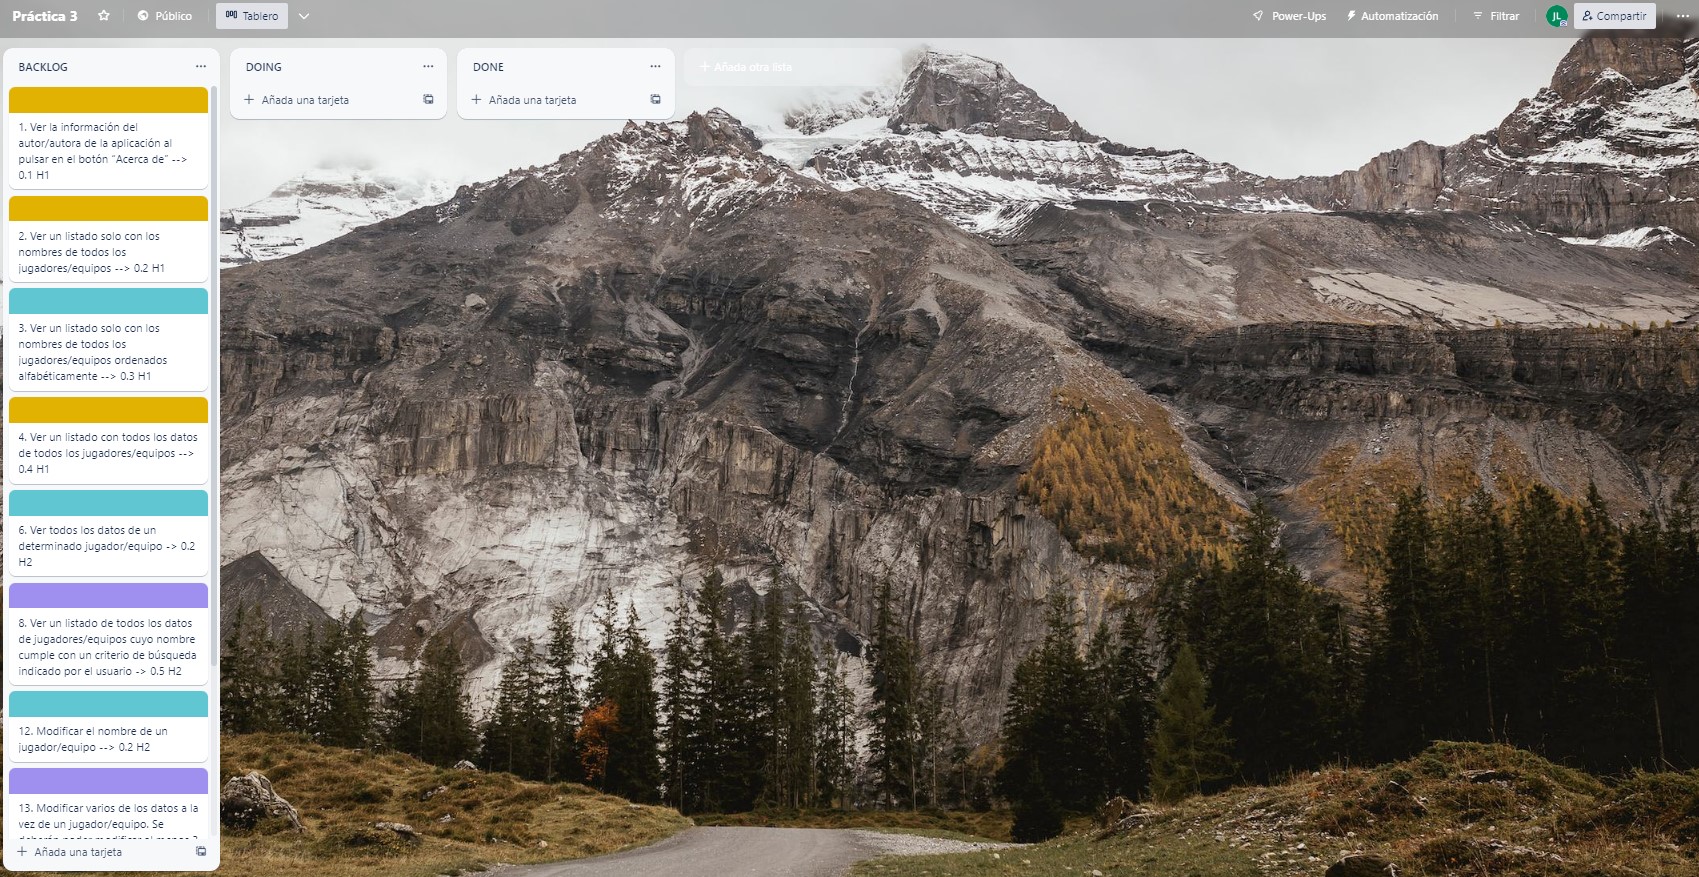 Práctica 3
Público
Tablero
Power-Ups
Automatización
Filtrar
JL
Compartir
BACKLOG
1. Ver la información del
autor/autora de la aplicación al
pulsar en el botón “Acerca de” -->
0.1 H1
2. Ver un listado solo con los
nombres de todos los
jugadores/equipos --> 0.2 H1
3. Ver un listado solo con los
nombres de todos los
jugadores/equipos ordenados
alfabéticamente --> 0.3 H1
4. Ver un listado con todos los datos
de todos los jugadores/equipos -->
0.4 H1
6. Ver todos los datos de un
determinado jugador/equipo -> 0.2
H2
8. Ver un listado de todos los datos
de jugadores/equipos cuyo nombre
cumple con un criterio de búsqueda
indicado por el usuario -> 0.5 H2
12. Modificar el nombre de un
jugador/equipo --> 0.2 H2
13. Modificar varios de los datos a la
vez de un jugador/equipo. Se
Añada una tarjeta
DOING
Añada una tarjeta
DONE
Añada una tarjeta
Añada otra lista